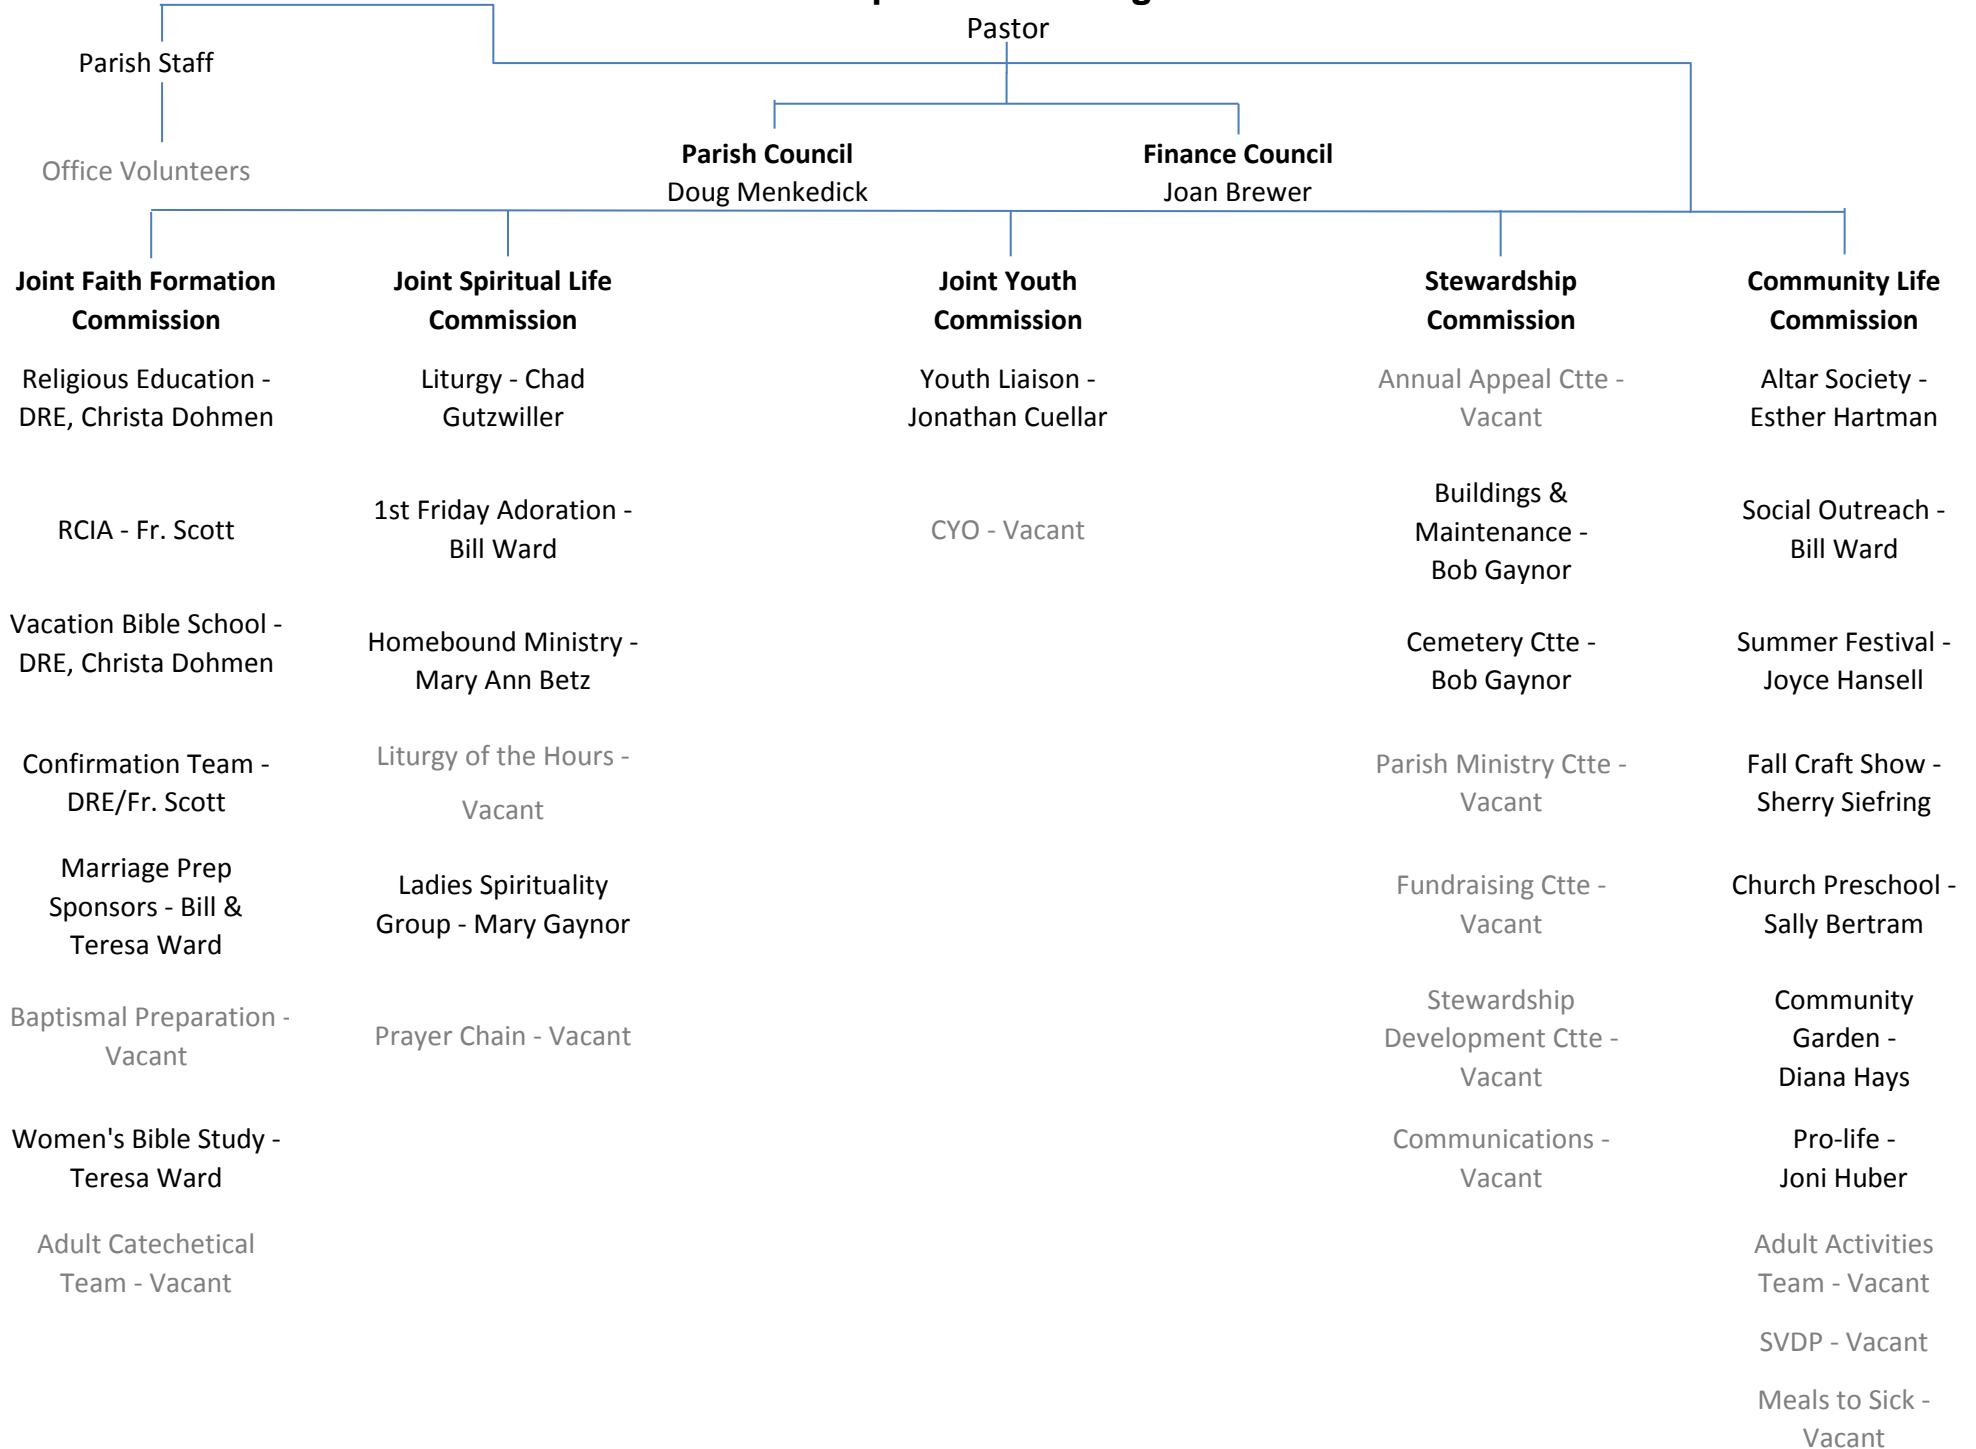 Pastor
Parish Staff
Office Volunteers
Parish Council
Doug Menkedick
Finance Council
Joan Brewer
Joint Faith Formation
Commission
Religious Education -
DRE, Christa Dohmen
RCIA - Fr. Scott
Vacation Bible School -
DRE, Christa Dohmen
Confirmation Team -
DRE/Fr. Scott
Marriage Prep
Sponsors - Bill &
Teresa Ward
Baptismal Preparation -
Vacant
Women's Bible Study -
Teresa Ward
Adult Catechetical
Team - Vacant
Joint Spiritual Life
Commission
Liturgy - Chad
Gutzwiller
1st Friday Adoration -
Bill Ward
Homebound Ministry -
Mary Ann Betz
Liturgy of the Hours -
Vacant
Ladies Spirituality
Group - Mary Gaynor
Prayer Chain - Vacant
Joint Youth
Commission
Youth Liaison -
Jonathan Cuellar
CYO - Vacant
Stewardship
Commission
Annual Appeal Ctte -
Vacant
Buildings &
Maintenance -
Bob Gaynor
Cemetery Ctte -
Bob Gaynor
Parish Ministry Ctte -
Vacant
Fundraising Ctte -
Vacant
Stewardship
Development Ctte -
Vacant
Communications -
Vacant
Community Life
Commission
Altar Society -
Esther Hartman
Social Outreach -
Bill Ward
Summer Festival -
Joyce Hansell
Fall Craft Show -
Sherry Siefring
Church Preschool -
Sally Bertram
Community
Garden -
Diana Hays
Pro-life -
Joni Huber
Adult Activities
Team - Vacant
SVDP - Vacant
Meals to Sick -
Vacant